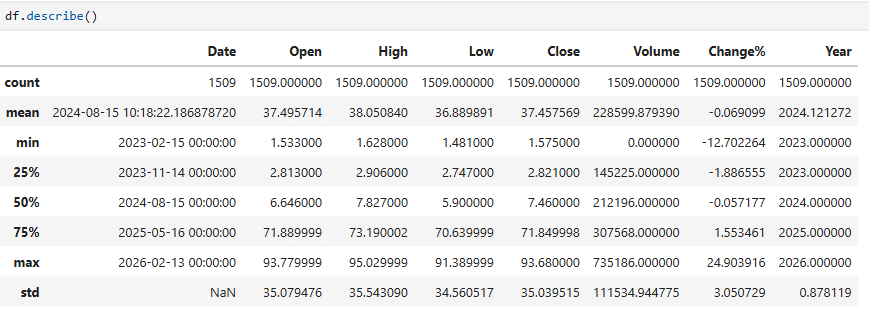 df.describe()
Date Open High Low Close Volume Change% Year
count 1509 1509.000000 1509.000000 1509.000000 1509.000000 1509.000000 1509.000000 1509.000000
mean 2024-08-15 10:18:22.186878720 37.495714 38.050840 36.889891 37.457569 228599.879390 -0.069099 2024.121272
min 2023-02-15 00:00:00 1.533000 1.628000 1.481000 1.575000 0.000000 -12.702264 2023.000000
25% 2023-11-14 00:00:00 2.813000 2.906000 2.747000 2.821000 145225.000000 -1.886555 2023.000000
50% 2024-08-15 00:00:00 6.646000 7.827000 5.900000 7.460000 212196.000000 -0.057177 2024.000000
75% 2025-05-16 00:00:00 71.889999 73.190002 70.639999 71.849998 307568.000000 1.553461 2025.000000
max 2026-02-13 00:00:00 93.779999 95.029999 91.389999 93.680000 735186.000000 24.903916 2026.000000
std NaN 35.079476 35.543090 34.560517 35.039515 111534.944775 3.050729 0.878119